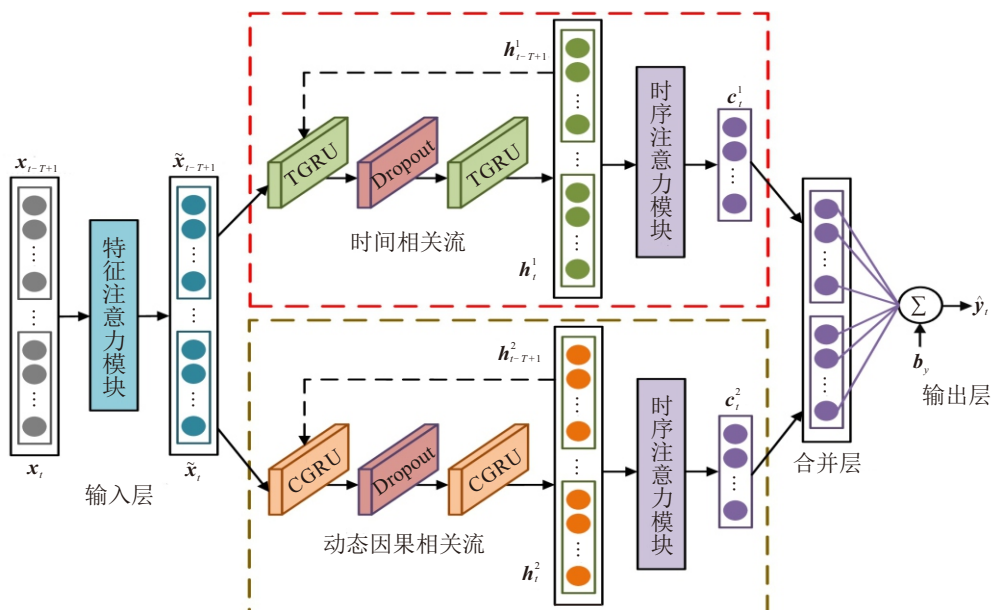 x_{t-T+1}
⋮
⋯
⋮
x_t
特征注意力模块
x̃_{t-T+1}
⋮
⋯
⋮
x̃_t
输入层
TGRU
Dropout
TGRU
时间相关流
h^1_{t-T+1}
⋮
⋯
⋮
h^1_t
时序注意力模块
c^1_t
⋮
CGRU
Dropout
CGRU
动态因果相关流
h^2_{t-T+1}
⋮
⋯
⋮
h^2_t
时序注意力模块
c^2_t
⋮
⋮
⋮
合并层
Σ
ŷ_t
b_y
输出层